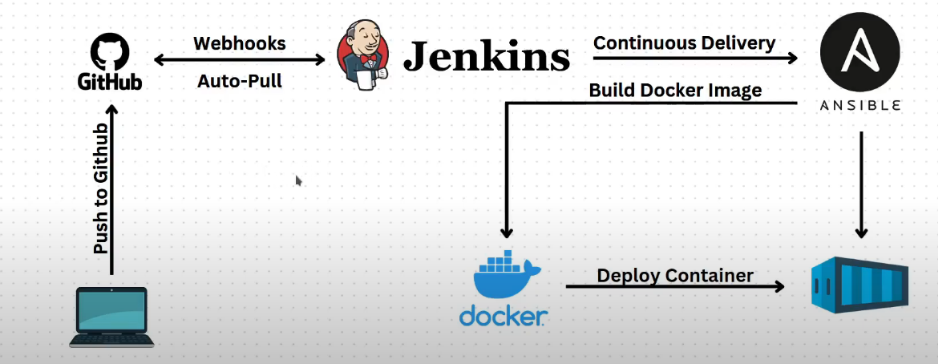 Webhooks
Auto-Pull
GitHub
Jenkins
Continuous Delivery
Build Docker Image
ANSIBLE
Push to Github
docker
Deploy Container